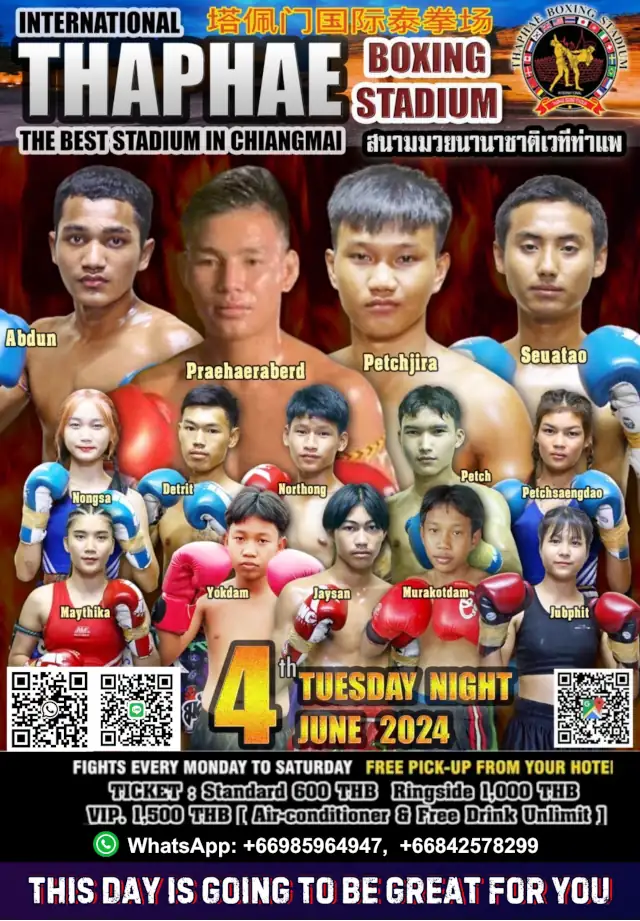 INTERNATIONAL 塔佩门国际泰拳场
THAPHAE BOXING STADIUM
THE BEST STADIUM IN CHIANGMAI สนามมวยนานาชาติเวทีท่าแพ
THAPHAE BOXING STADIUM
Abdun
Praehaeraberd
Petchjira
Seuatao
Nongsa
Detrit
Northong
Petch
Petchsaengdao
Maythika
Yokdam
Jaysan
Murakotdam
Jubphit
4th TUESDAY NIGHT
JUNE 2024
FIGHTS EVERY MONDAY TO SATURDAY FREE PICK-UP FROM YOUR HOTE
TICKET : Standard 600 THB Ringside 1,000 THB
VIP. 1,500 THB [ Air-conditioner & Free Drink Unlimit ]
WhatsApp: +66985964947, +66842578299
THIS DAY IS GOING TO BE GREAT FOR YOU